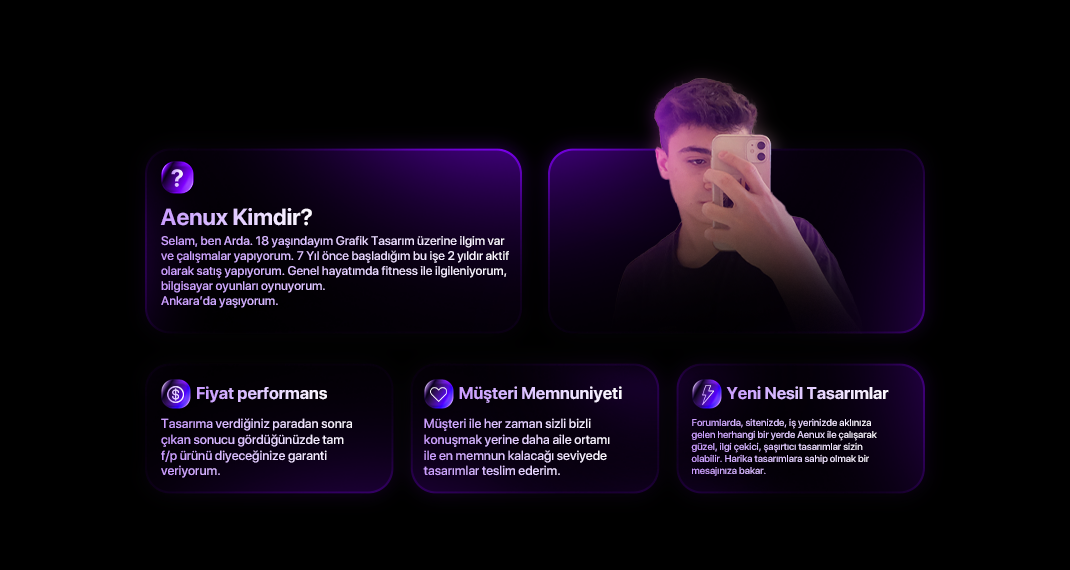 ?
Aenux Kimdir?
Selam, ben Arda. 18 yaşındayım Grafik Tasarım üzerine ilgim var
ve çalışmalar yapıyorum. 7 Yıl önce başladığım bu işe 2 yıldır aktif
olarak satış yapıyorum. Genel hayatımda fitness ile ilgileniyorum,
bilgisayar oyunları oynuyorum.
Ankara'da yaşıyorum.
$ Fiyat performans
Tasarıma verdiğiniz paradan sonra
çıkan sonucu gördüğünüzde tam
f/p ürünü diyeceğinize garanti
veriyorum.
Müşteri Memnuniyeti
Müşteri ile her zaman sizli bizli
konuşmak yerine daha aile ortamı
ile en memnun kalacağı seviyede
tasarımlar teslim ederim.
Yeni Nesil Tasarımlar
Forumlarda, sitenizde, iş yerinizde aklınıza
gelen herhangi bir yerde Aenux ile çalışarak
güzel, ilgi çekici, şaşırtıcı tasarımlar sizin
olabilir. Harika tasarımlara sahip olmak bir
mesajınıza bakar.